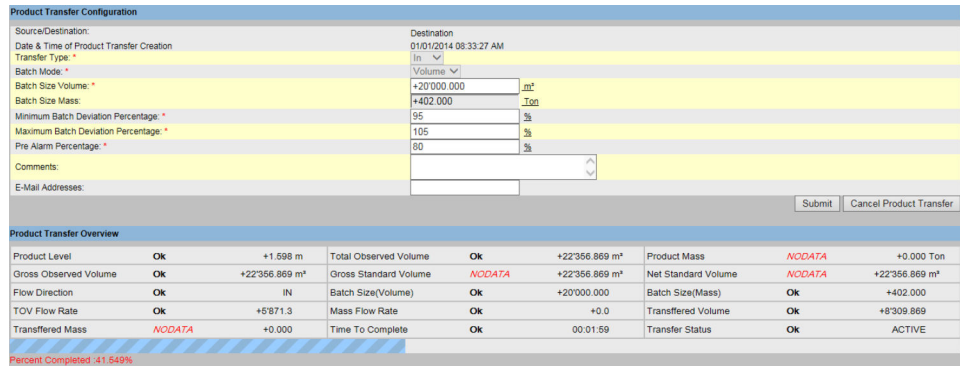 Product Transfer Configuration
Source/Destination: Destination
Date & Time of Product Transfer Creation 01/01/2014 08:33:27 AM
Transfer Type: * In
Batch Mode: * Volume
Batch Size Volume: * +20'000.000 m³
Batch Size Mass: +402.000 Ton
Minimum Batch Deviation Percentage: * 95 %
Maximum Batch Deviation Percentage: * 105 %
Pre Alarm Percentage: * 80 %
Comments:
E-Mail Addresses:
Submit Cancel Product Transfer
Product Transfer Overview
Product Level Ok +1.598 m Total Observed Volume Ok +22'356.869 m³ Product Mass NODATA +0.000 Ton
Gross Observed Volume Ok +22'356.869 m³ Gross Standard Volume NODATA +22'356.869 m³ Net Standard Volume NODATA +22'356.869 m³
Flow Direction Ok IN Batch Size(Volume) Ok +20'000.000 Batch Size(Mass) Ok +402.000
TOV Flow Rate Ok +5'871.3 Mass Flow Rate Ok +0.0 Transffered Volume Ok +8'309.869
Transffered Mass NODATA +0.000 Time To Complete Ok 00:01:59 Transfer Status Ok ACTIVE
Percent Completed :41.549%